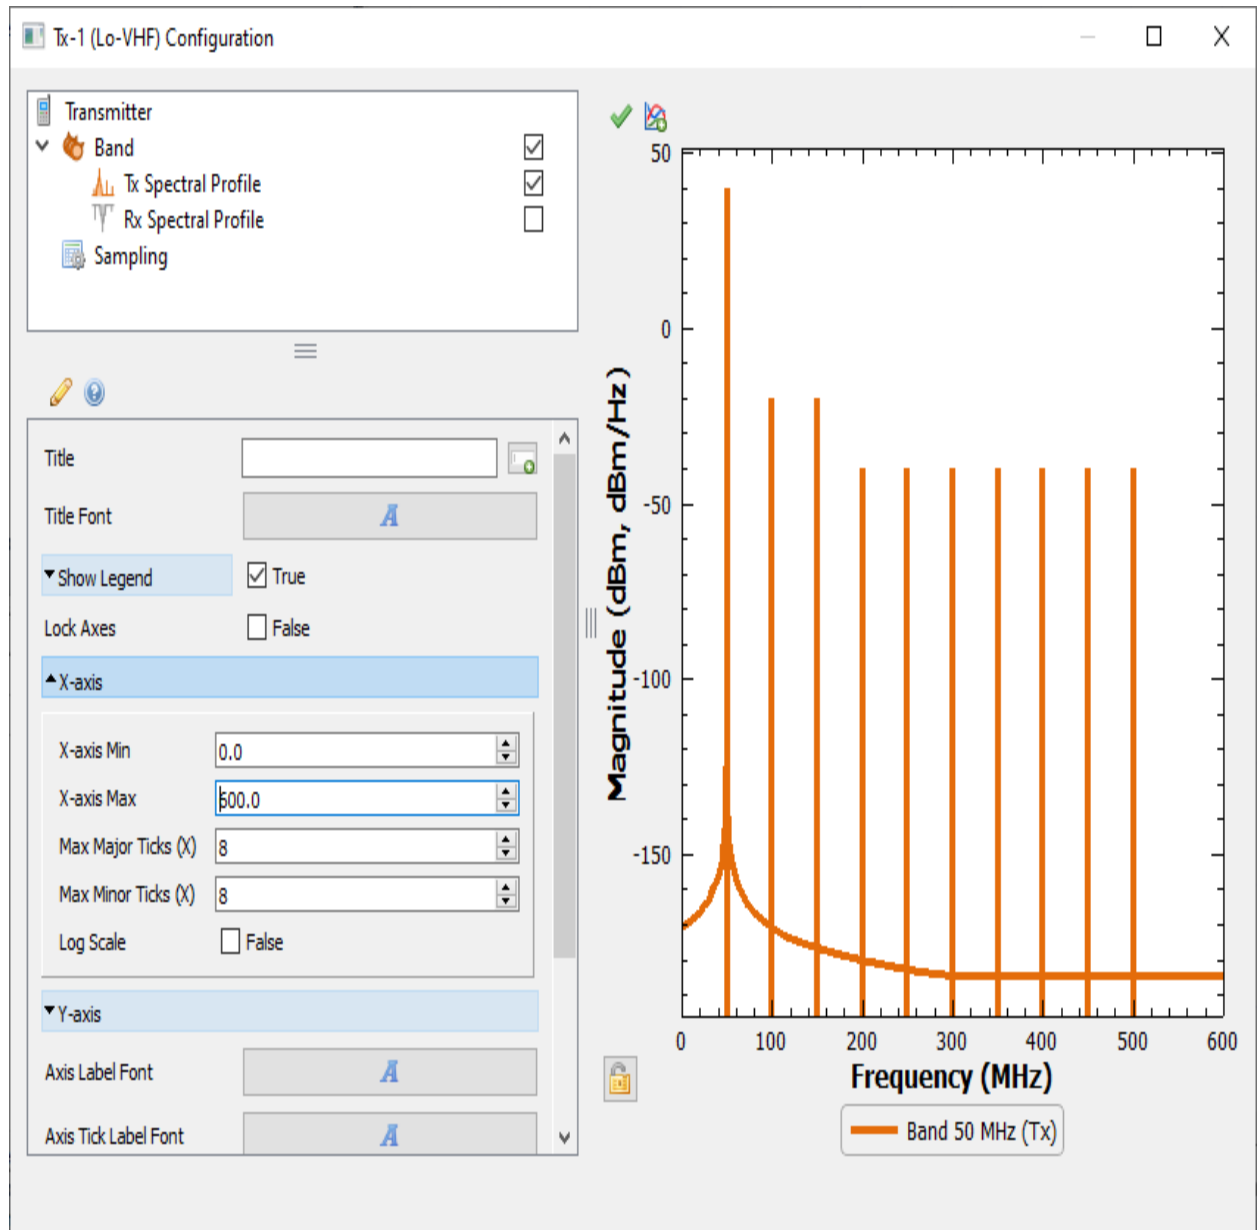 Tx-1 (Lo-VHF) Configuration
Transmitter
Band
Tx Spectral Profile
Rx Spectral Profile
Sampling
Title
Title Font
A
Show Legend
True
Lock Axes
False
X-axis
X-axis Min
0.0
X-axis Max
600.0
Max Major Ticks (X)
8
Max Minor Ticks (X)
8
Log Scale
False
Y-axis
Axis Label Font
A
Axis Tick Label Font
A
Magnitude (dBm, dBm/Hz)
50
0
-50
-100
-150
0 100 200 300 400 500 600
Frequency (MHz)
Band 50 MHz (Tx)